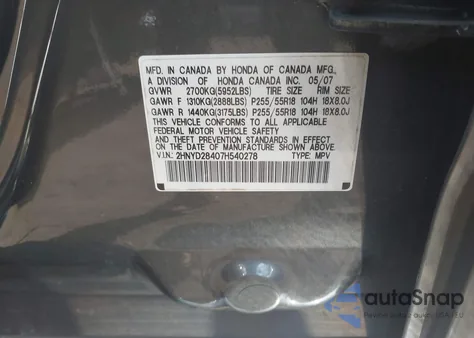 MFD. IN CANADA BY HONDA OF CANADA MFG.,
A DIVISION OF HONDA CANADA INC. 05/07
GVWR 2700KG(5952LBS) TIRE SIZE RIM SIZE
GAWR F 1310KG(2888LBS) P255/55R18 104H 18X8.0J
GAWR R 1440KG(3175LBS) P255/55R18 104H 18X8.0J
THIS VEHICLE CONFORMS TO ALL APPLICABLE
FEDERAL MOTOR VEHICLE SAFETY
AND THEFT PREVENTION STANDARDS IN EFFECT ON
THE DATE OF MANUFACTURE SHOWN ABOVE.
V.I.N.: 2HNYD28407H540278 TYPE: MPV
autoSnap